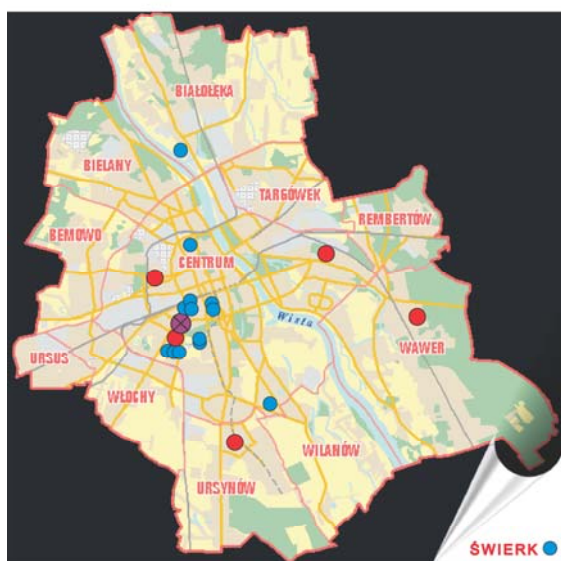 BIAŁOŁĘKA
BIELANY
TARGÓWEK
REMBERTÓW
BEMOWO
CENTRUM
Wisła
WAWER
URSUS
WŁOCHY
WILANÓW
URSYNÓW
ŚWIERK